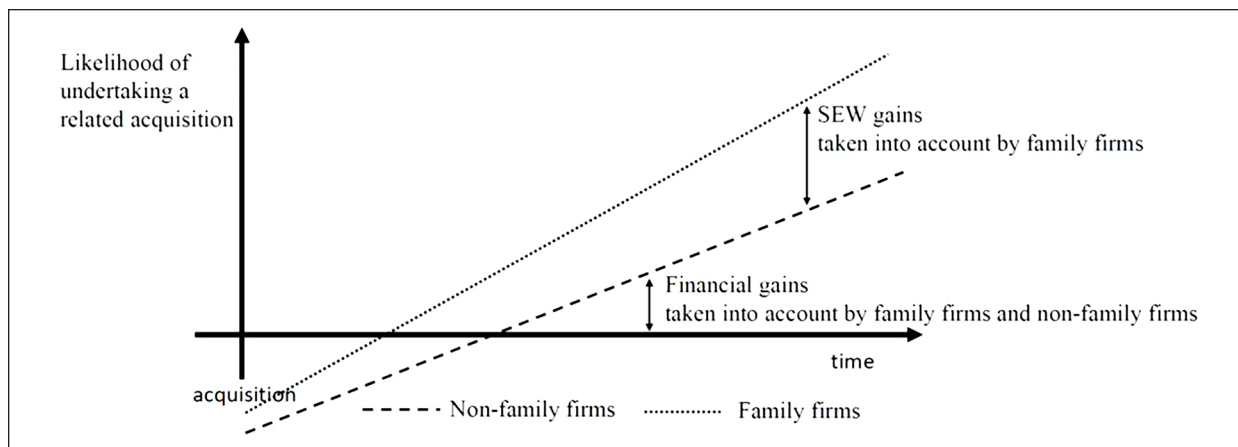 Likelihood of
undertaking a
related acquisition
SEW gains
taken into account by family firms
Financial gains
taken into account by family firms and non-family firms
time
acquisition
Non-family firms
Family firms